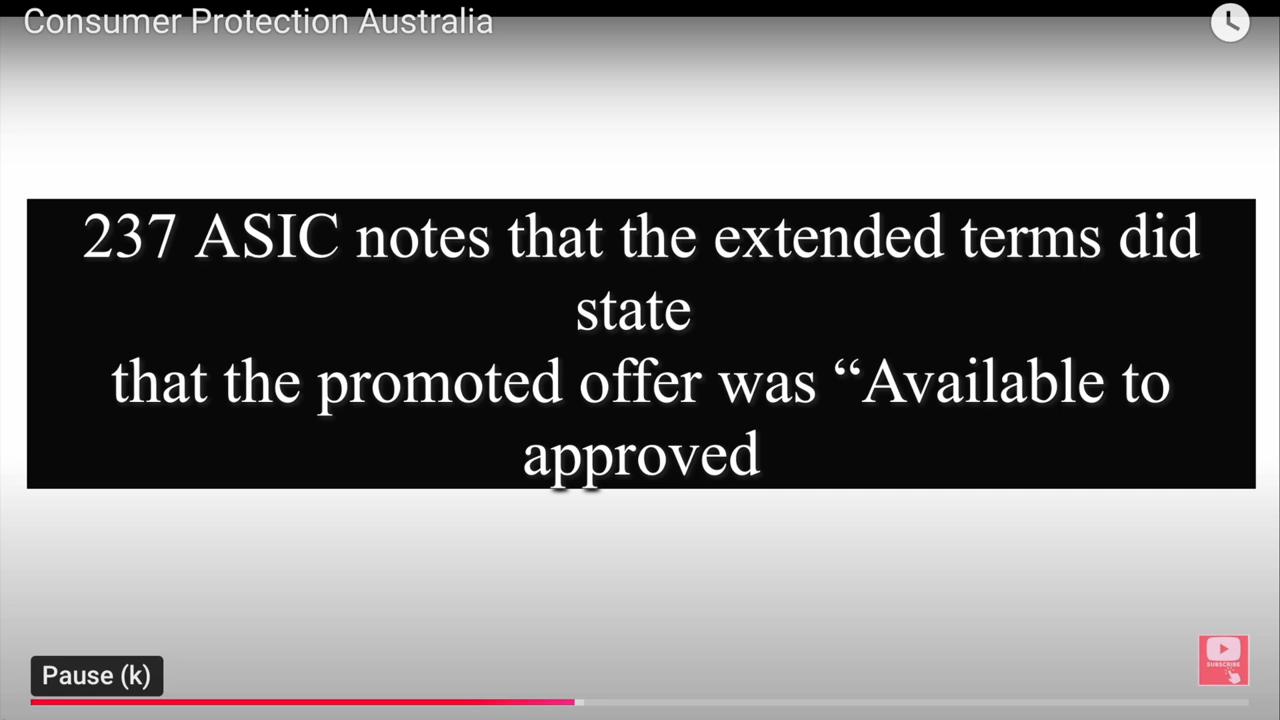 Consumer Protection Australia
237 ASIC notes that the extended terms did
state
that the promoted offer was “Available to
approved
SUBSCRIBE
Pause (k)